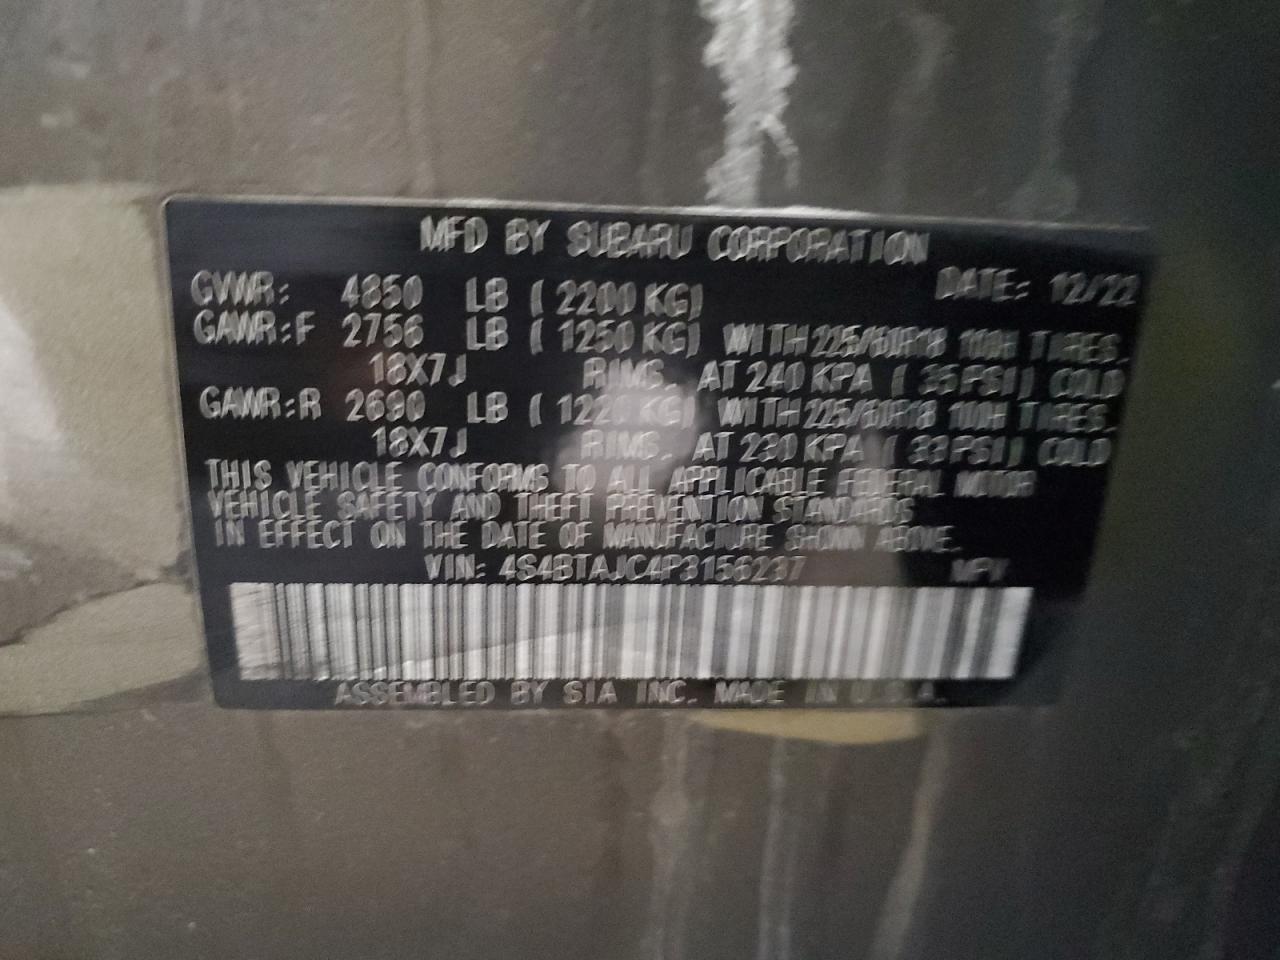 MFD BY SUBARU CORPORATION
GVWR: 4850 LB ( 2200 KG) DATE: 12/22
GAWR:F 2756 LB ( 1250 KG) WITH 225/60R18 100H TIRES.
18X7J RIMS. AT 240 KPA ( 35 PSI) COLD
GAWR:R 2690 LB ( 1220 KG) WITH 225/60R18 100H TIRES.
18X7J RIMS. AT 230 KPA ( 33 PSI) COLD
THIS VEHICLE CONFORMS TO ALL APPLICABLE FEDERAL MOTOR
VEHICLE SAFETY AND THEFT PREVENTION STANDARDS
IN EFFECT ON THE DATE OF MANUFACTURE SHOWN ABOVE.
VIN: 4S4BTAJC4P3156237 MPV
ASSEMBLED BY SIA INC. MADE IN U.S.A.